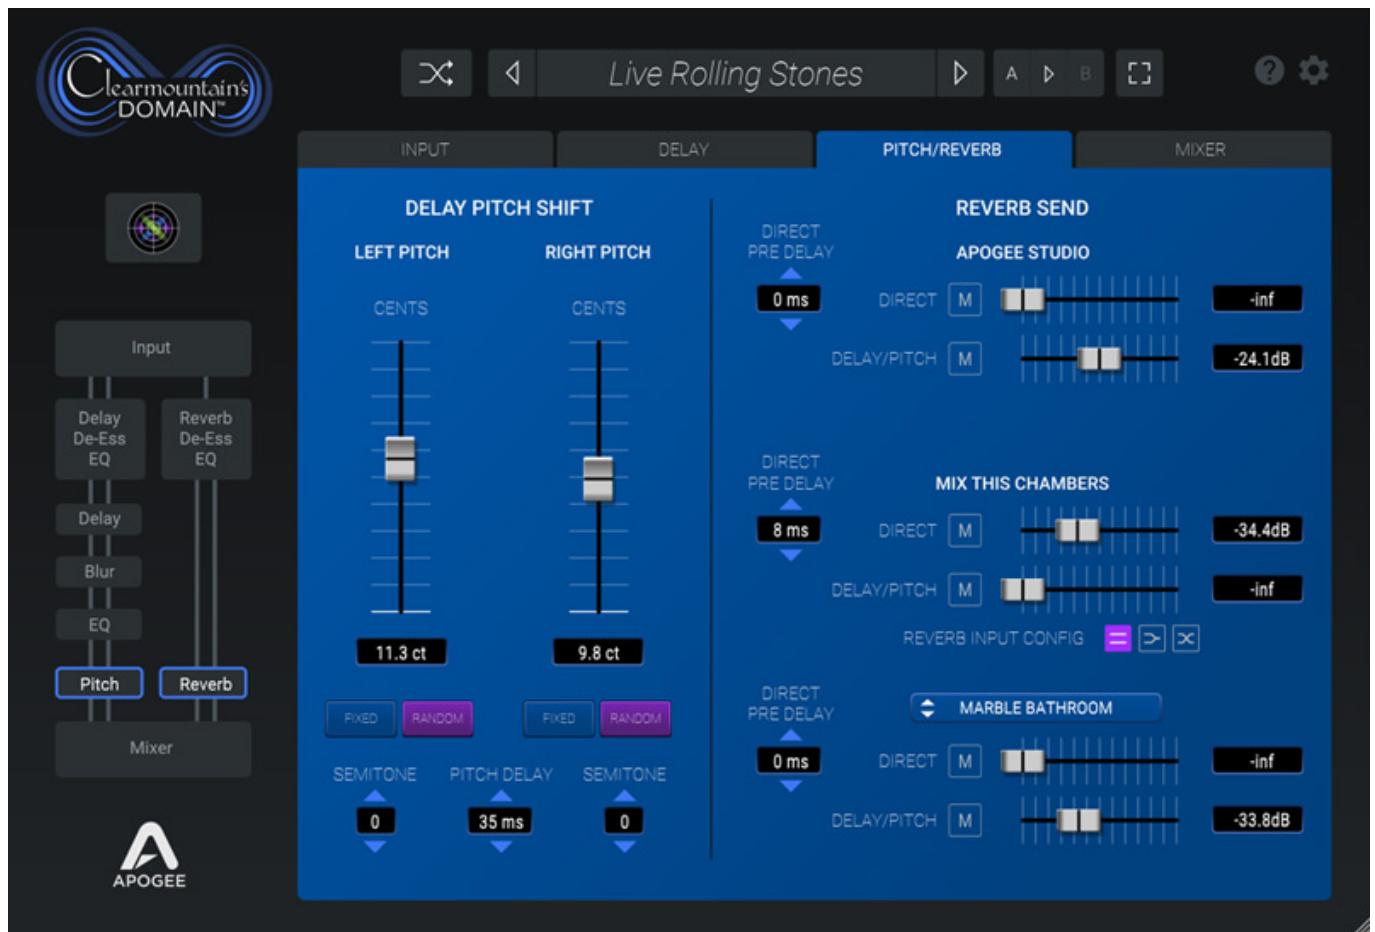 Clearmountain's
DOMAIN™
Live Rolling Stones
A
B
?
INPUT
DELAY
PITCH/REVERB
MIXER
Input
Delay
De-Ess
EQ
Reverb
De-Ess
EQ
Delay
Blur
EQ
Pitch
Reverb
Mixer
APOGEE
DELAY PITCH SHIFT
LEFT PITCH
RIGHT PITCH
CENTS
CENTS
11.3 ct
9.8 ct
FIXED
RANDOM
FIXED
RANDOM
SEMITONE
PITCH DELAY
SEMITONE
0
35 ms
0
REVERB SEND
DIRECT
PRE DELAY
APOGEE STUDIO
0 ms
DIRECT
M
-inf
DELAY/PITCH
M
-24.1dB
DIRECT
PRE DELAY
MIX THIS CHAMBERS
8 ms
DIRECT
M
-34.4dB
DELAY/PITCH
M
-inf
REVERB INPUT CONFIG
DIRECT
PRE DELAY
MARBLE BATHROOM
0 ms
DIRECT
M
-inf
DELAY/PITCH
M
-33.8dB